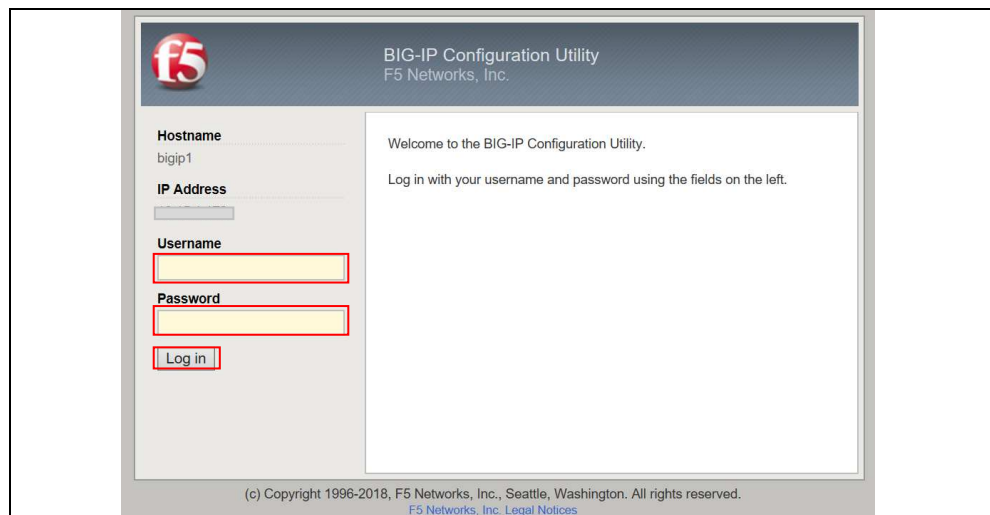 f5
BIG-IP Configuration Utility
F5 Networks, Inc.
Hostname
bigip1
IP Address
Username
Password
Log in
Welcome to the BIG-IP Configuration Utility.
Log in with your username and password using the fields on the left.
(c) Copyright 1996-2018, F5 Networks, Inc., Seattle, Washington. All rights reserved.
F5 Networks, Inc. Legal Notices